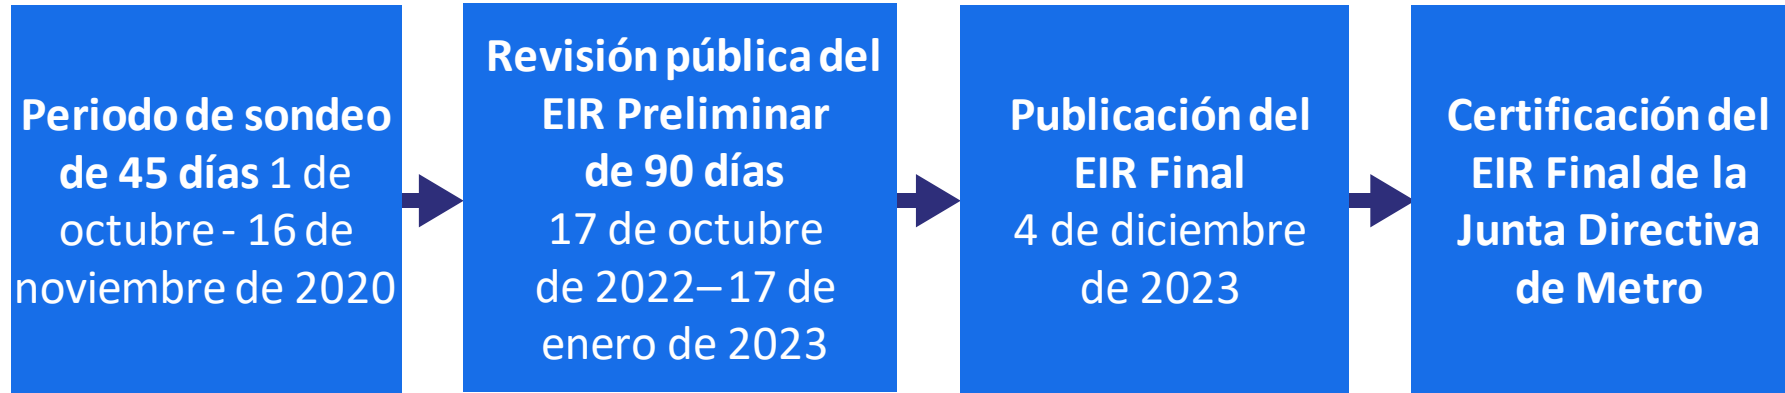 Periodo de sondeo
de 45 días 1 de
octubre - 16 de
noviembre de 2020
Revisión pública del
EIR Preliminar
de 90 días
17 de octubre
de 2022– 17 de
enero de 2023
Publicación del
EIR Final
4 de diciembre
de 2023
Certificación del
EIR Final de la
Junta Directiva
de Metro